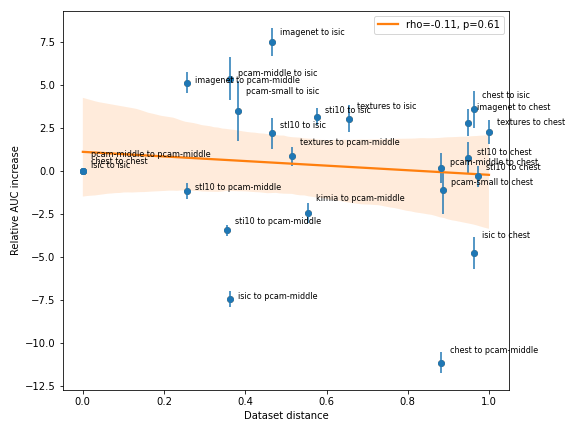 rho=-0.11, p=0.61
imagenet to isic
pcam-middle to isic
imagenet to pcam-middle
pcam-small to isic
chest to isic
textures to isic
imagenet to chest
stl10 to isic
stl10 to isic
textures to chest
textures to pcam-middle
stl10 to chest
pcam-middle to pcam-middle
chest to chest
isic to isic
pcam-middle to chest
stl10 to chest
pcam-small to chest
stl10 to pcam-middle
kimia to pcam-middle
sti10 to pcam-middle
isic to chest
isic to pcam-middle
chest to pcam-middle
7.5
5.0
2.5
0.0
−2.5
−5.0
−7.5
−10.0
−12.5
Relative AUC increase
0.0 0.2 0.4 0.6 0.8 1.0
Dataset distance